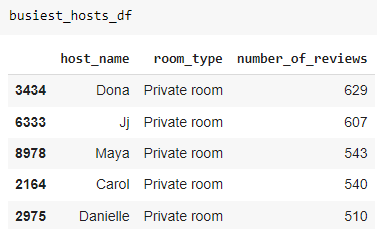 busiest_hosts_df
host_name room_type number_of_reviews
3434 Dona Private room 629
6333 Jj Private room 607
8978 Maya Private room 543
2164 Carol Private room 540
2975 Danielle Private room 510